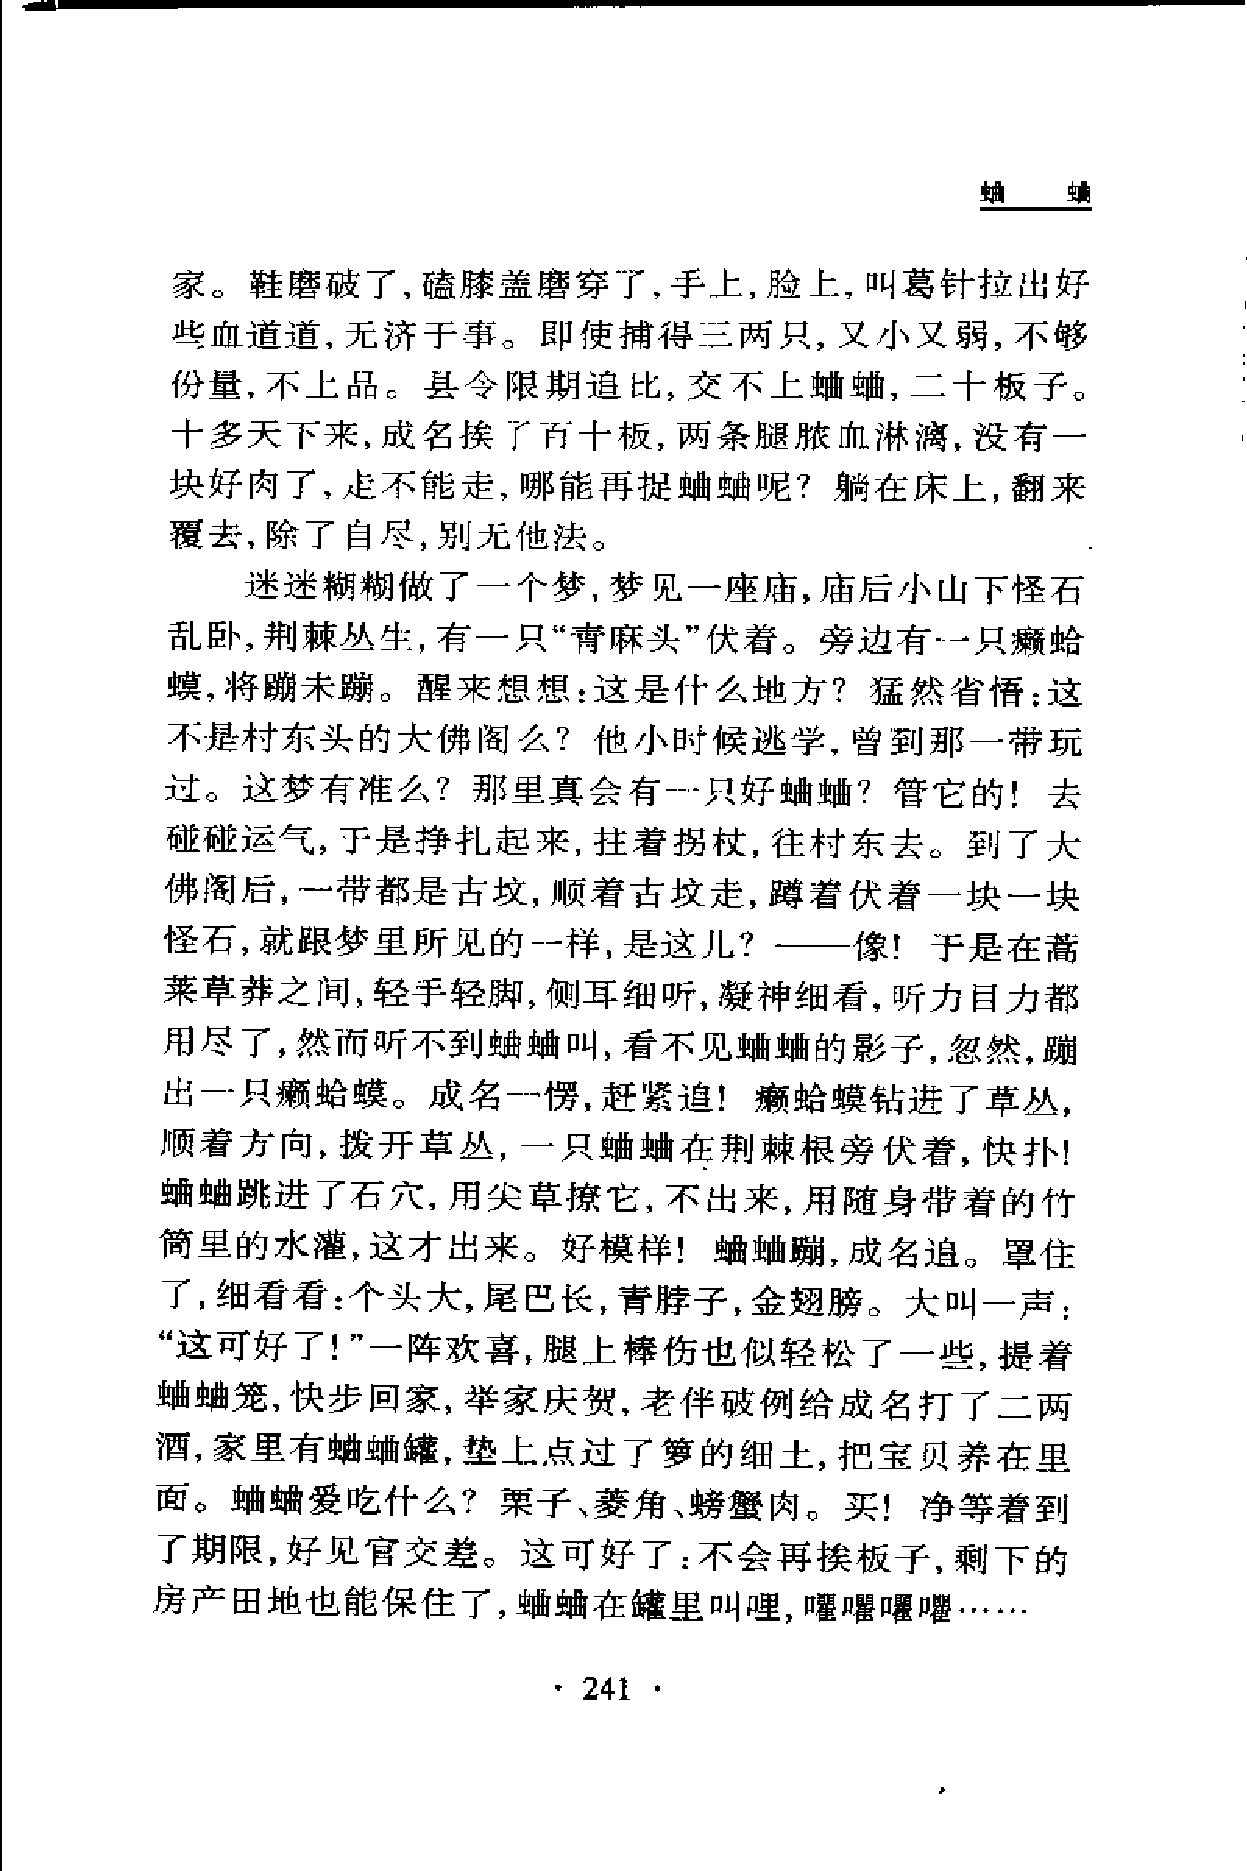 蛐 蛐
家。鞋磨破了,磕膝盖磨穿了,手上,脸上,叫葛针拉出好
些血道道,无济于事。即使捕得三两只,又小又弱,不够
份量,不上品。县令限期追比,交不上蛐蛐,二十板子。
十多天下来,成名挨了百十板,两条腿脓血淋漓,没有一
块好肉了,走不能走,哪能再捉蛐蛐呢?躺在床上,翻来
覆去,除了自尽,别无他法。
迷迷糊糊做了一个梦,梦见一座庙,庙后小山下怪石
乱卧,荆棘丛生,有一只“青麻头”伏着。旁边有一只癞蛤
蟆,将蹦未蹦。醒来想想:这是什么地方?猛然省悟:这
不是村东头的大佛阁么?他小时候逃学,曾到那一带玩
过。这梦有准么?那里真会有一只好蛐蛐?管它的!去
碰碰运气,于是挣扎起来,拄着拐杖,往村东去。到了大
佛阁后,一带都是古坟,顺着古坟走,蹲着伏着一块一块
怪石,就跟梦里所见的一样,是这儿?——像!于是在蒿
莱草莽之间,轻手轻脚,侧耳细听,凝神细看,听力目力都
用尽了,然而听不到蛐蛐叫,看不见蛐蛐的影子,忽然,蹦
出一只癞蛤蟆。成名一愣,赶紧追!癞蛤蟆钻进了草丛,
顺着方向,拨开草丛,一只蛐蛐在荆棘根旁伏着,快扑!
蛐蛐跳进了石穴,用尖草撩它,不出来,用随身带着的竹
筒里的水灌,这才出来。好模样!蛐蛐蹦,成名追。罩住
了,细看看:个头大,尾巴长,青脖子,金翅膀。大叫一声:
“这可好了!”一阵欢喜,腿上棒伤也似轻松了一些,提着
蛐蛐笼,快步回家,举家庆贺,老伴破例给成名打了二两
酒,家里有蛐蛐罐,垫上点过了箩的细土,把宝贝养在里
面。蛐蛐爱吃什么?栗子、菱角、螃蟹肉。买!净等着到
了期限,好见官交差。这可好了:不会再挨板子,剩下的
房产田地也能保住了,蛐蛐在罐里叫哩,嚯嚯嚯嚯……
· 241 ·